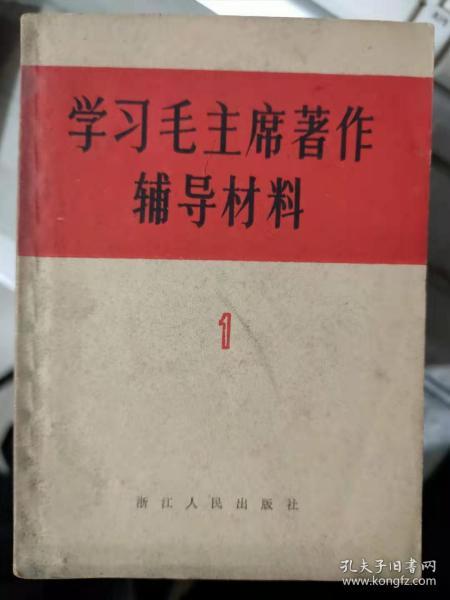 学习毛主席著作
辅导材料
1
浙江人民出版社
孔夫子旧书网
www.kongfz.com